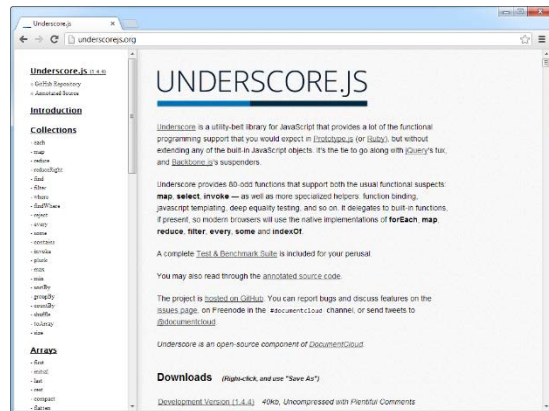 Underscore.js
underscorejs.org
Underscore.js (1.4.4)
» GitHub Repository
» Annotated Source
Introduction
Collections
- each
- map
- reduce
- reduceRight
- find
- filter
- where
- findWhere
- reject
- every
- some
- contains
- invoke
- pluck
- max
- min
- sortBy
- groupBy
- countBy
- shuffle
- toArray
- size
Arrays
- first
- initial
- last
- rest
- compact
- flatten
UNDERSCORE.JS
Underscore is a utility-belt library for JavaScript that provides a lot of the functional
programming support that you would expect in Prototype.js (or Ruby), but without
extending any of the built-in JavaScript objects. It's the tie to go along with jQuery's tux,
and Backbone.js's suspenders.
Underscore provides 80-odd functions that support both the usual functional suspects:
map, select, invoke — as well as more specialized helpers: function binding,
javascript templating, deep equality testing, and so on. It delegates to built-in functions,
if present, so modern browsers will use the native implementations of forEach, map,
reduce, filter, every, some and indexOf.
A complete Test & Benchmark Suite is included for your perusal.
You may also read through the annotated source code.
The project is hosted on GitHub. You can report bugs and discuss features on the
issues page, on Freenode in the #documentcloud channel, or send tweets to
@documentcloud.
Underscore is an open-source component of DocumentCloud.
Downloads (Right-click, and use "Save As")
Development Version (1.4.4) 40kb, Uncompressed with Plentiful Comments